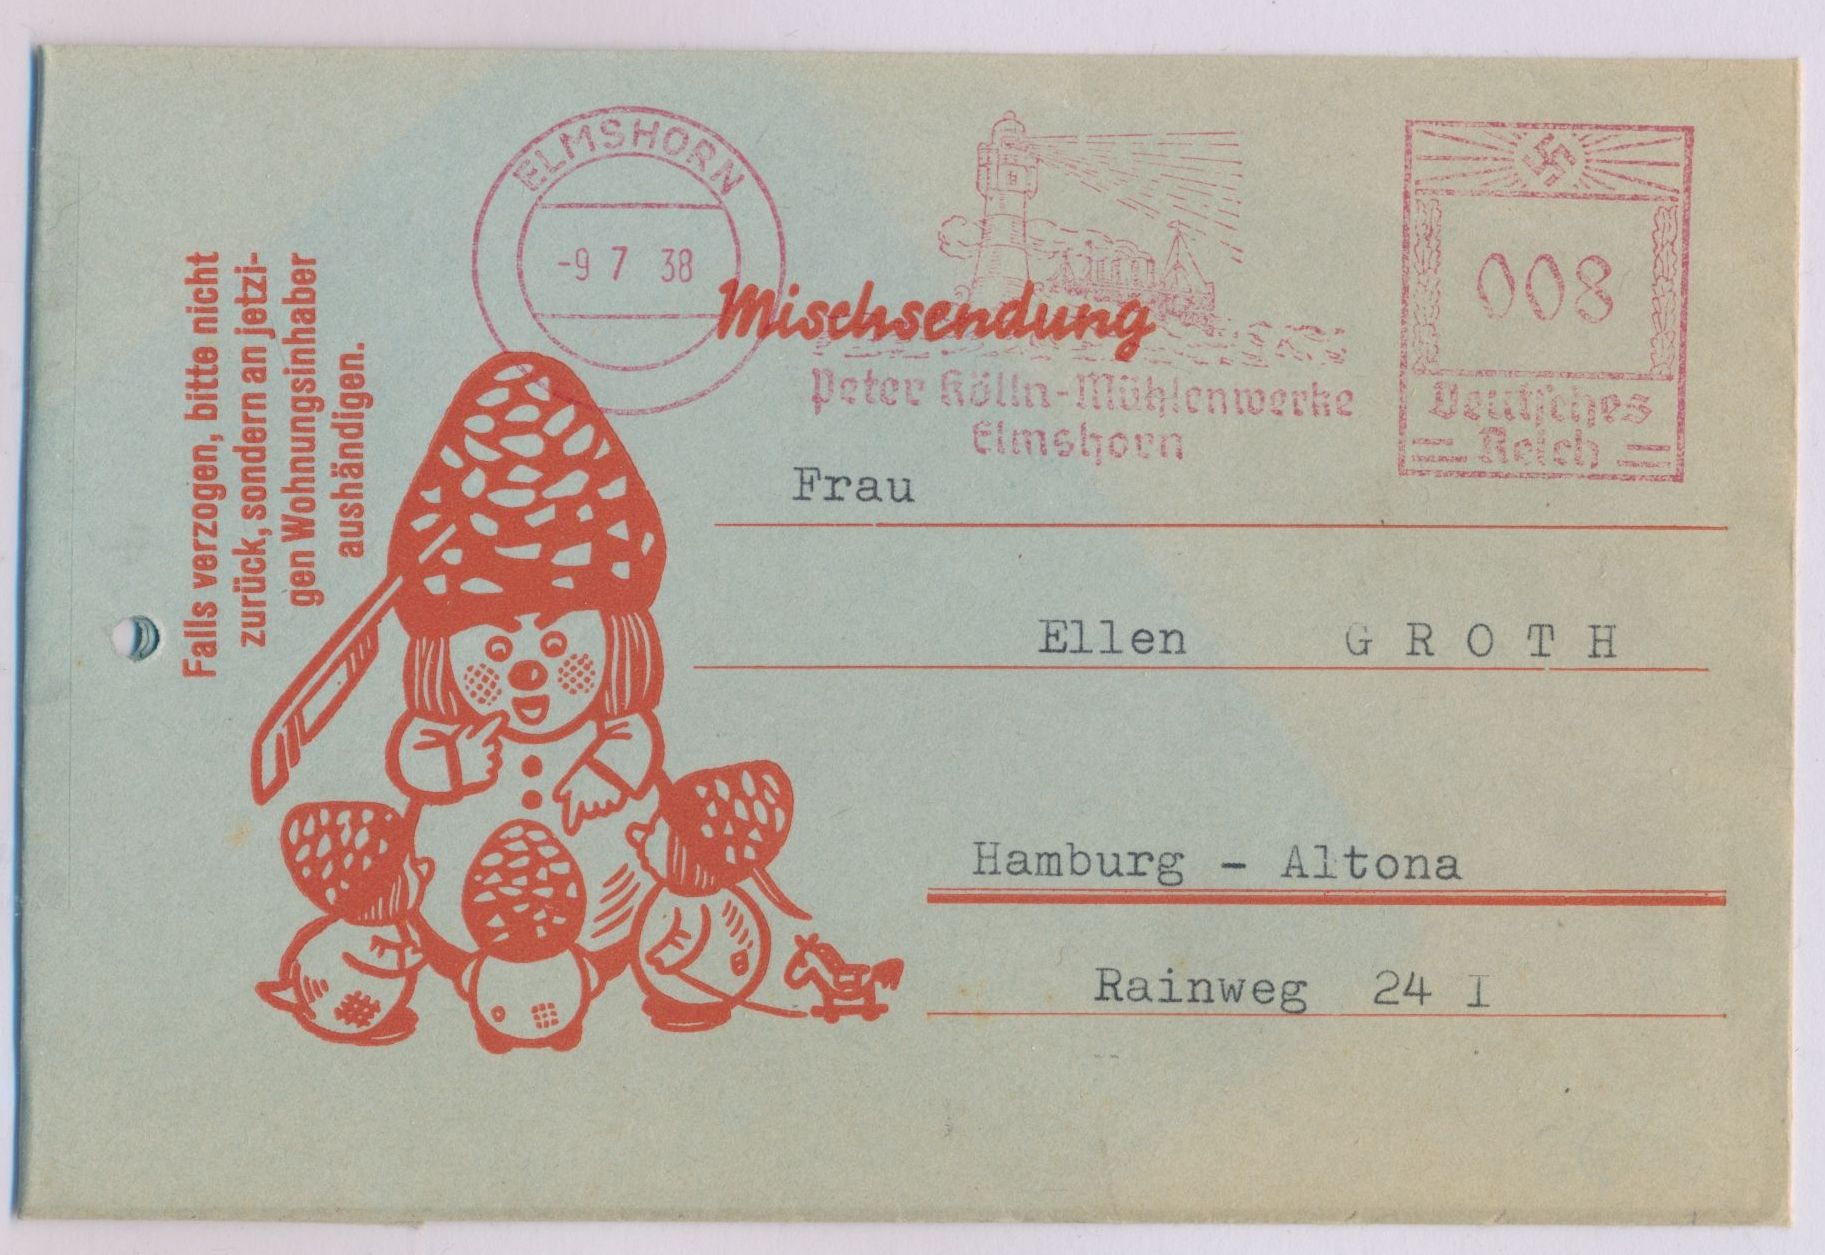 ELMSHORN
-9 7 38
Mischsendung
Peter Kölln-Mühlenwerke
Elmshorn
008
Deutsches
Reich
Falls verzogen, bitte nicht
zurück, sondern an jetzi-
gen Wohnungsinhaber
aushändigen.
Frau
Ellen G R O T H
Hamburg - Altona
Rainweg 24 I